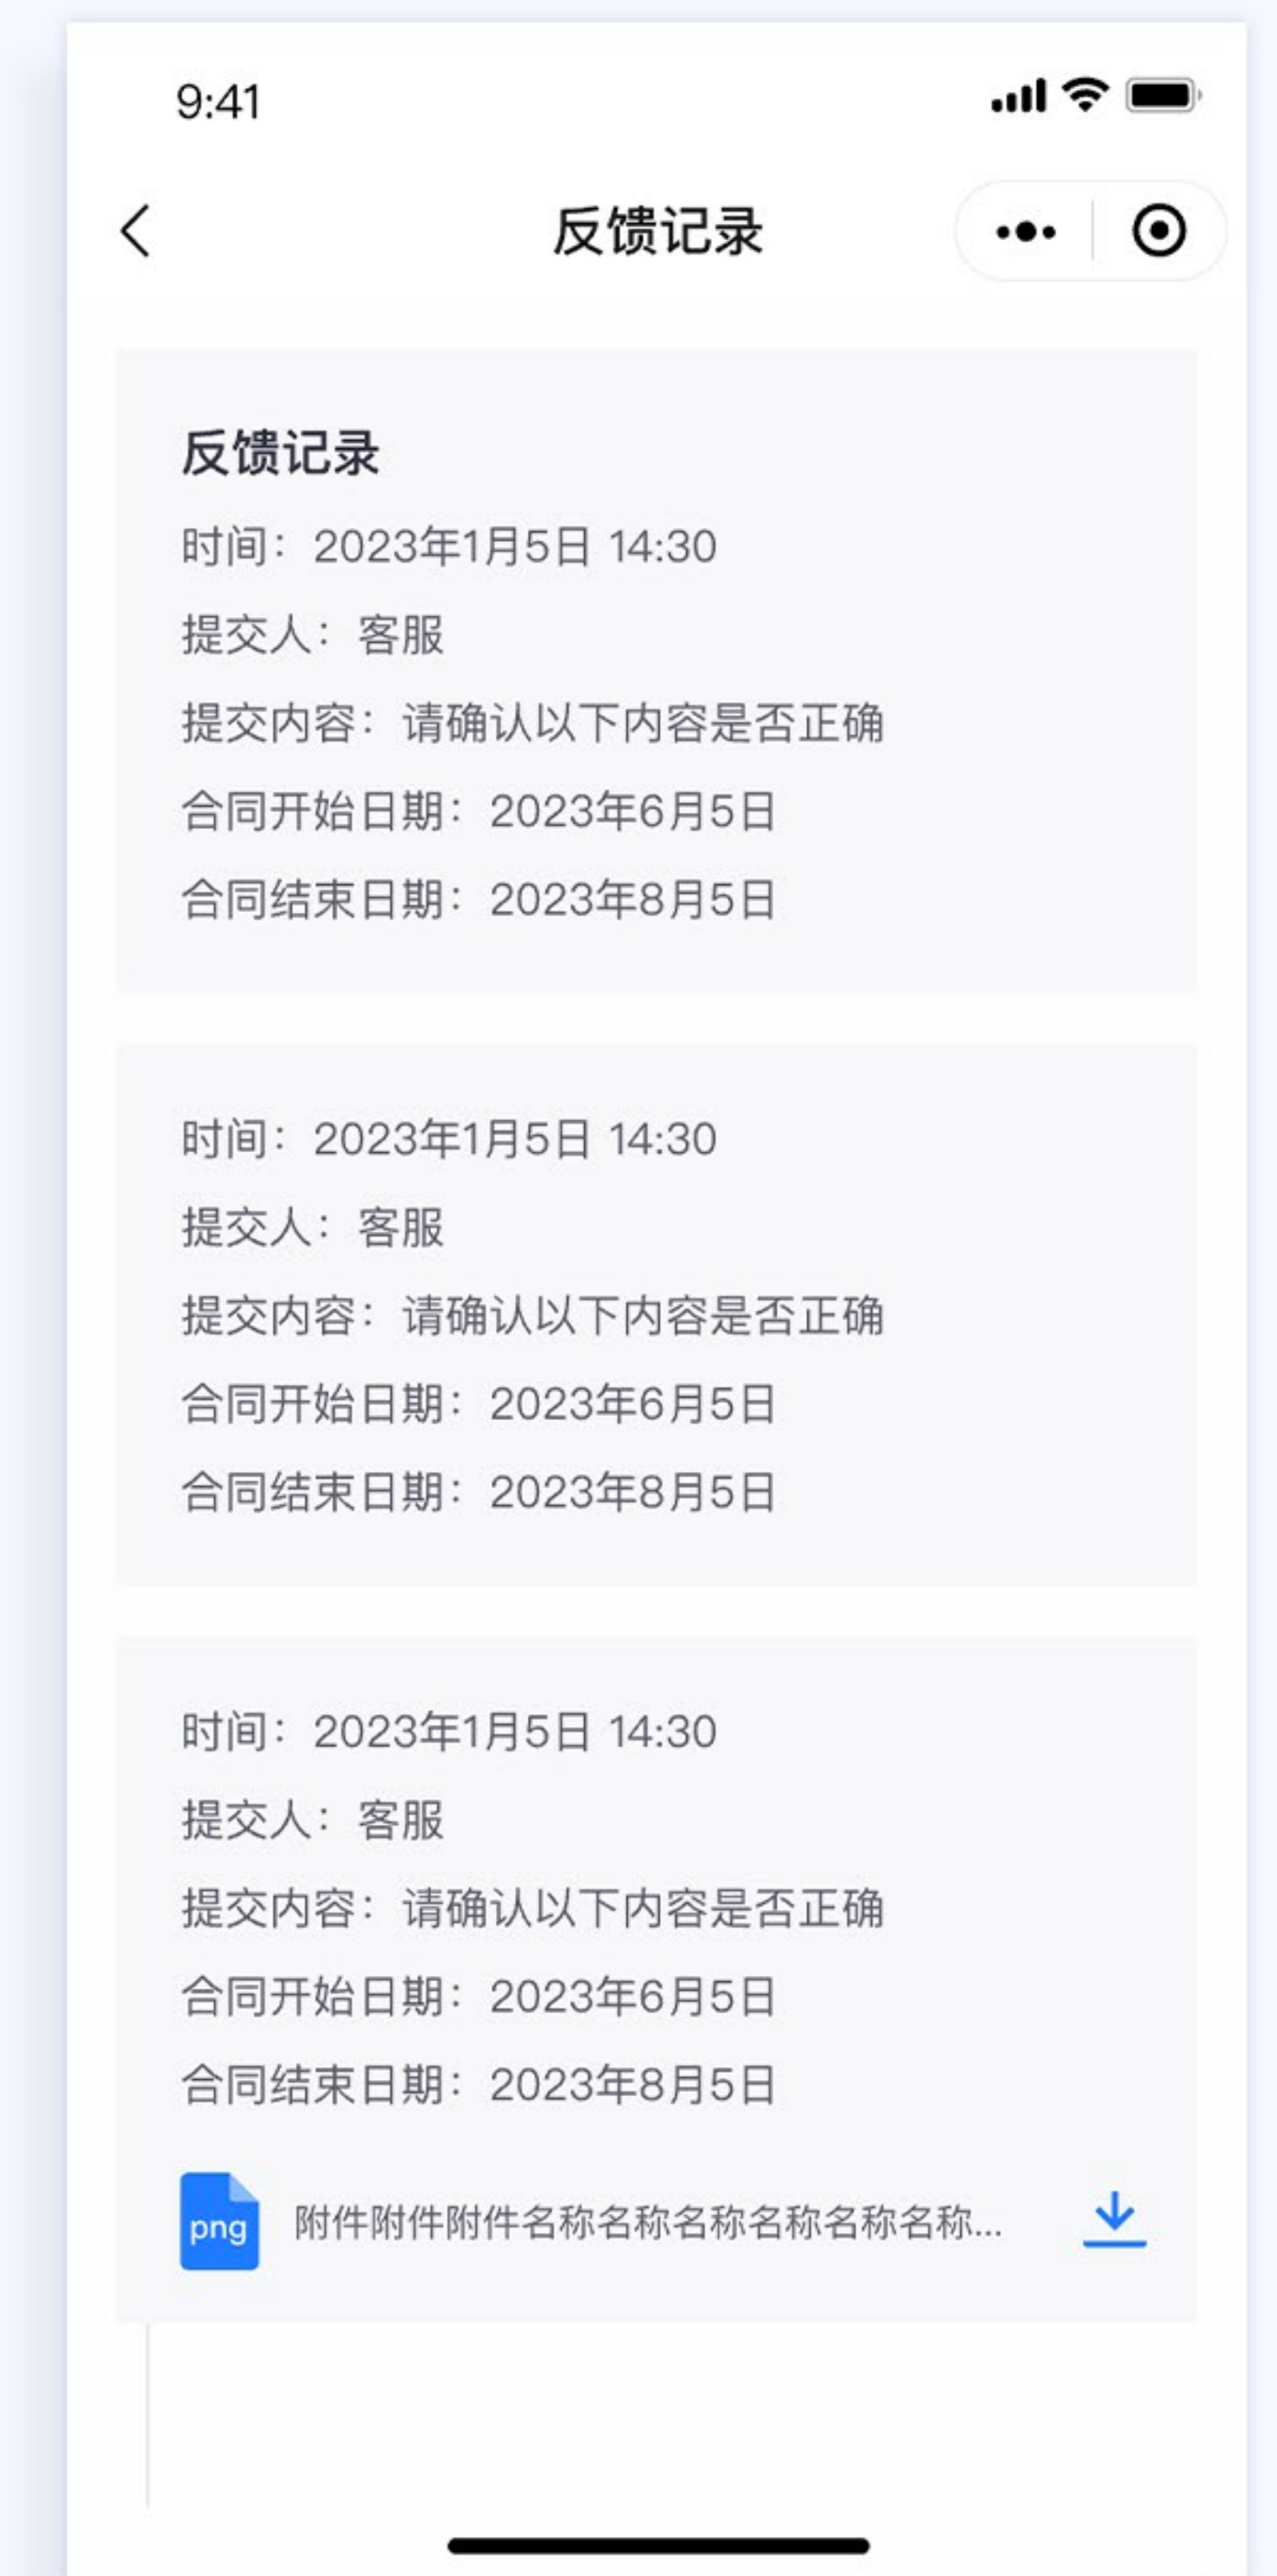 9:41
反馈记录
反馈记录
时间：2023年1月5日 14:30
提交人：客服
提交内容：请确认以下内容是否正确
合同开始日期：2023年6月5日
合同结束日期：2023年8月5日
时间：2023年1月5日 14:30
提交人：客服
提交内容：请确认以下内容是否正确
合同开始日期：2023年6月5日
合同结束日期：2023年8月5日
时间：2023年1月5日 14:30
提交人：客服
提交内容：请确认以下内容是否正确
合同开始日期：2023年6月5日
合同结束日期：2023年8月5日
png 附件附件附件名称名称名称名称名称名称...